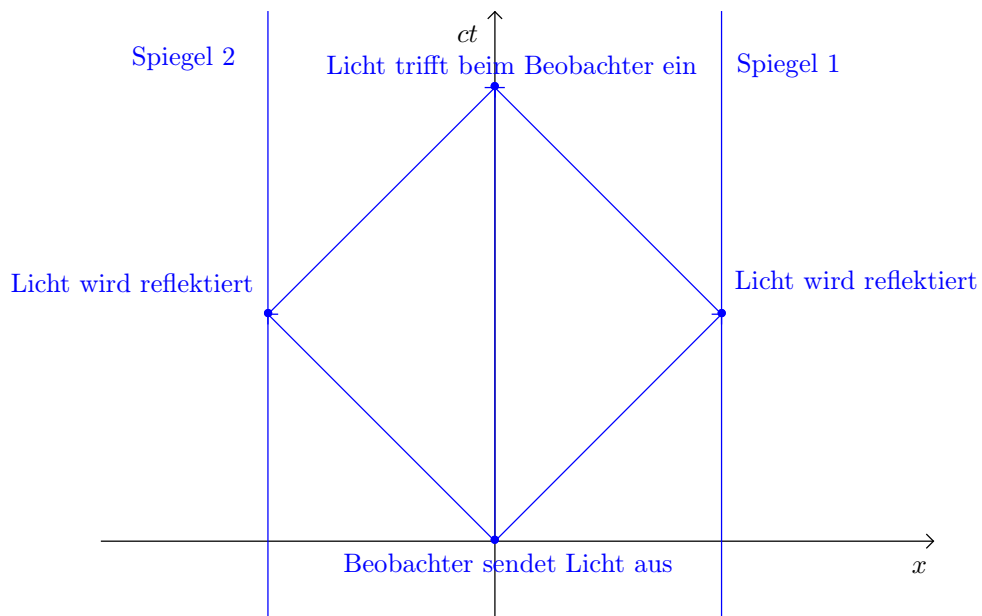 ct
Spiegel 2
Licht trifft beim Beobachter ein
Spiegel 1
Licht wird reflektiert
Licht wird reflektiert
Beobachter sendet Licht aus
x